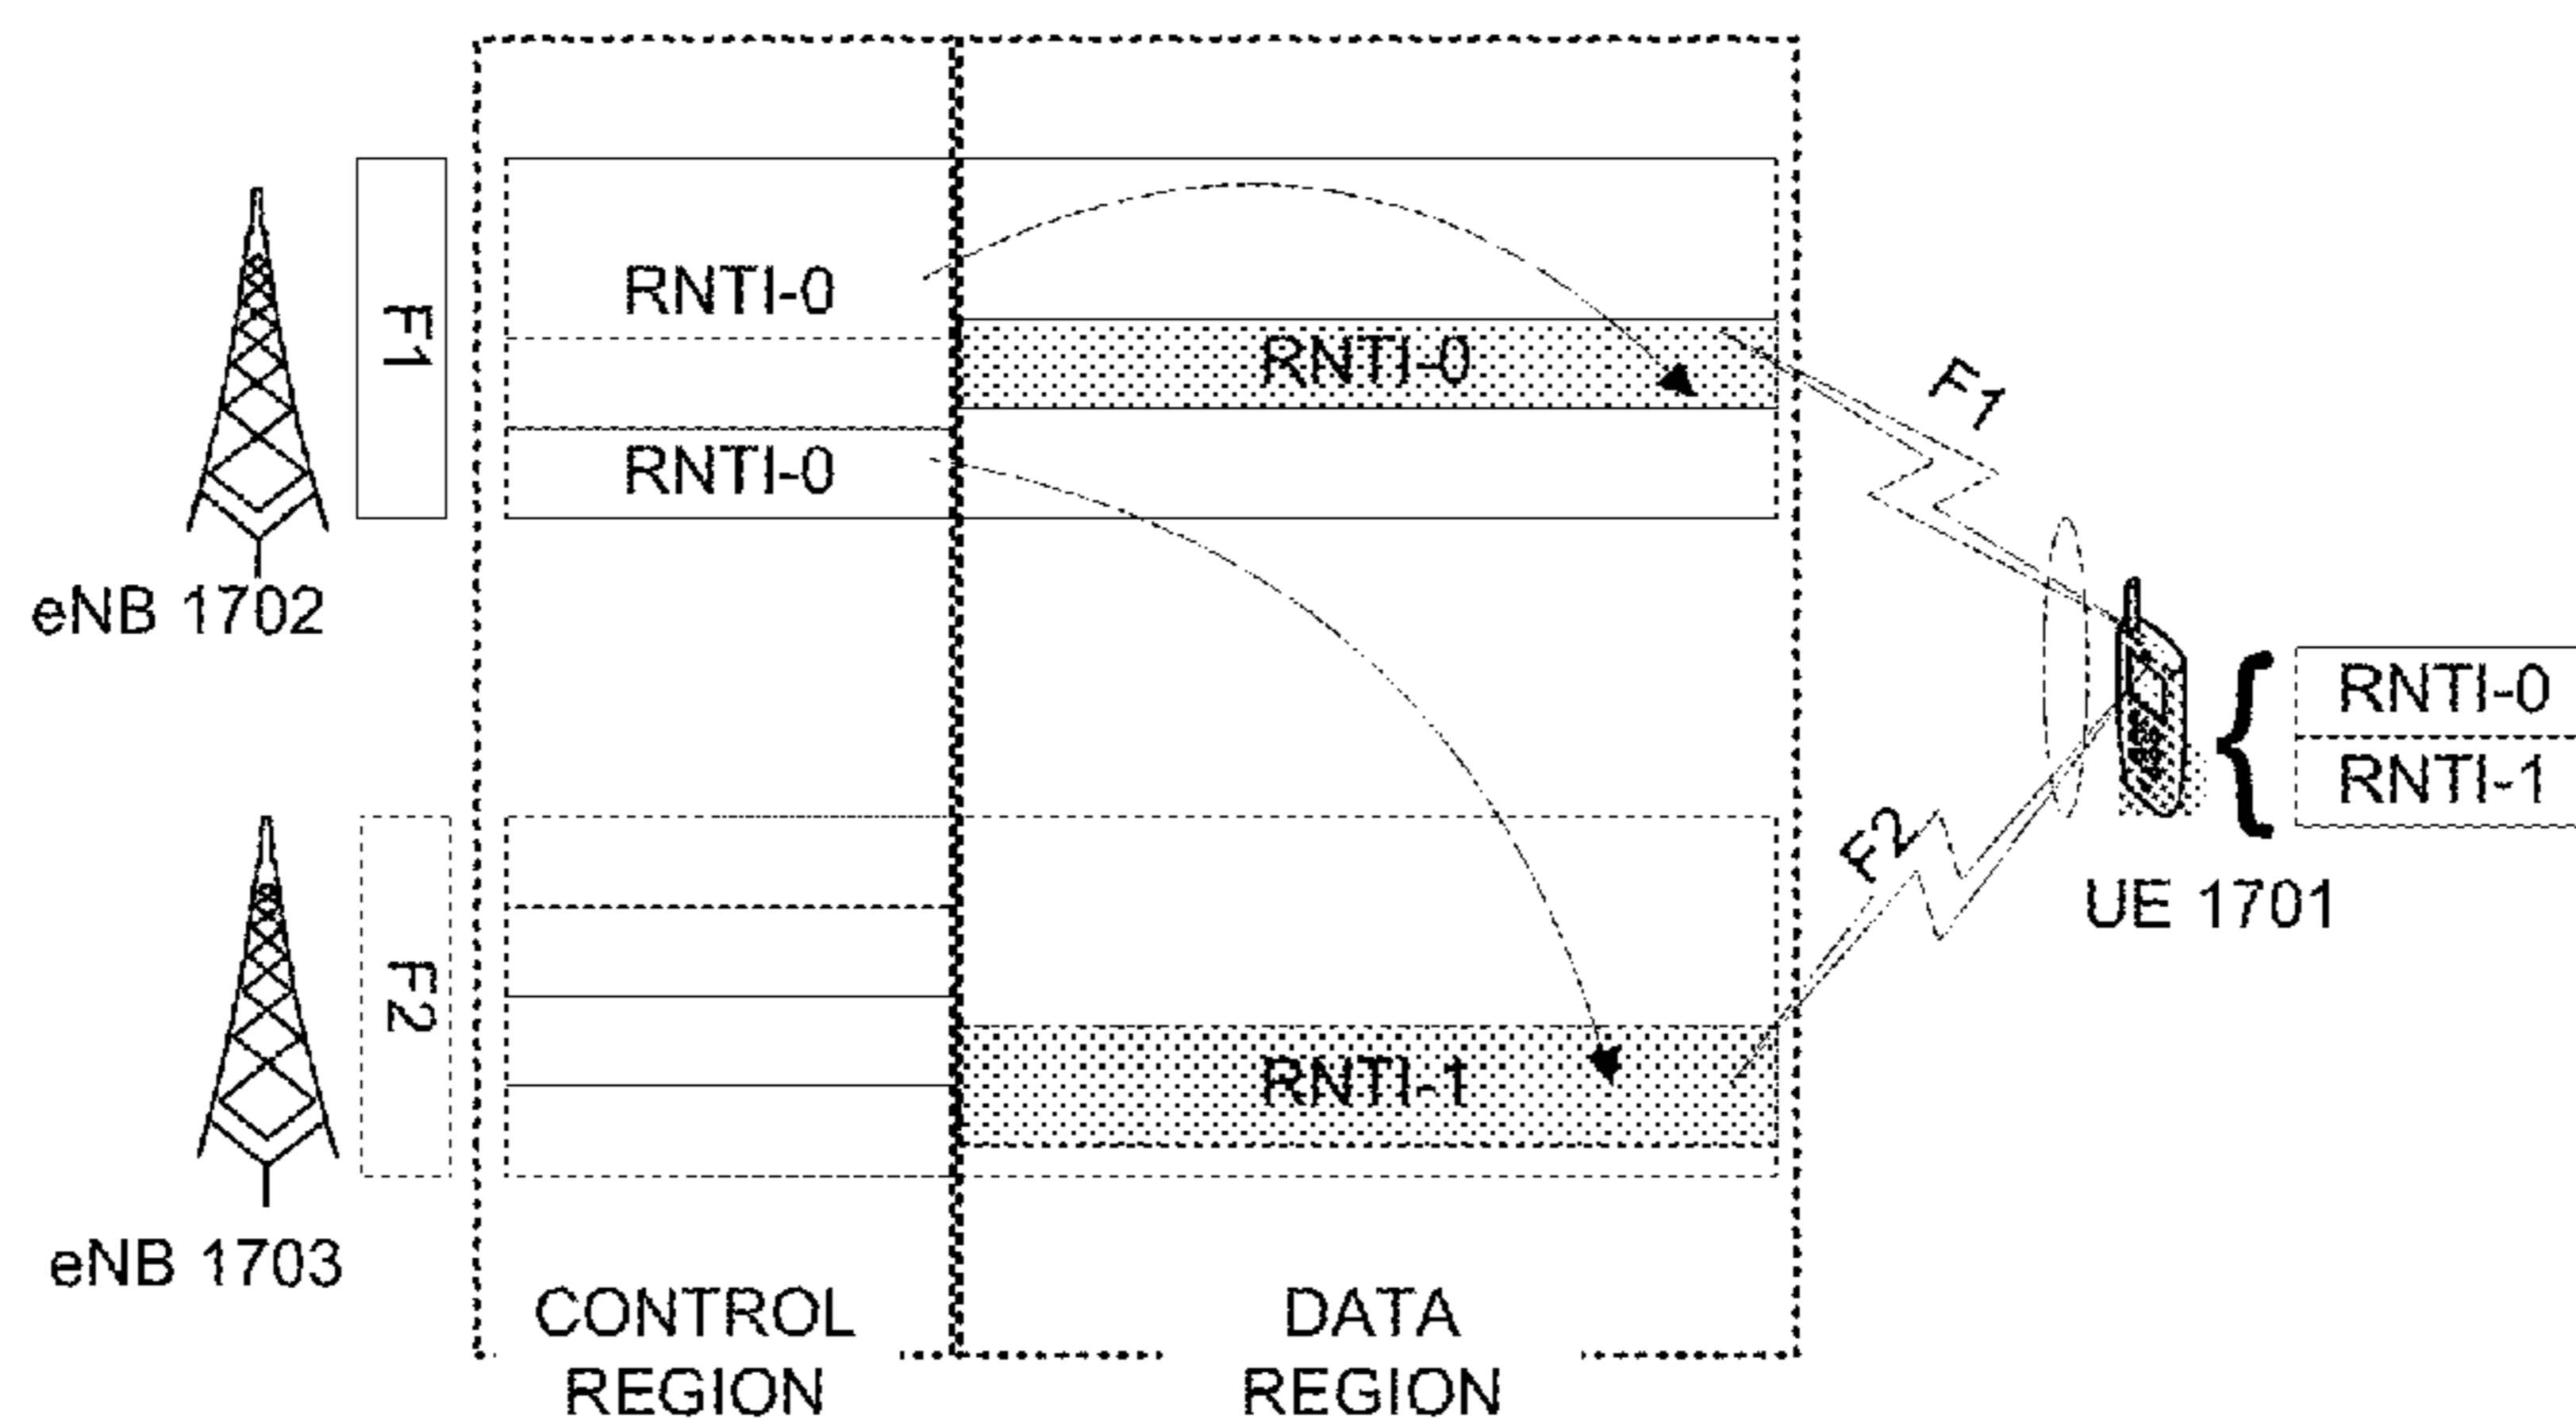 F1
RNTI-0
RNTI-0
RNTI-0
F1
eNB 1702
RNTI-0
RNTI-1
F2
UE 1701
F2
RNTI-1
eNB 1703
CONTROL
REGION
DATA
REGION